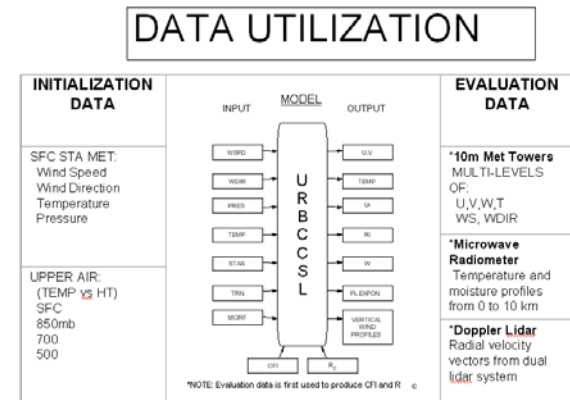 DATA UTILIZATION
INITIALIZATION
DATA
SFC STA MET:
Wind Speed
Wind Direction
Temperature
Pressure
UPPER AIR:
(TEMP vs HT)
SFC
850mb
700
500
INPUT
MODEL
OUTPUT
WSPD
WDIR
PRES
TEMP
STAB
TRN
MORF
URBCCSL
U,V
TEMP
U*
RI
W
PL EXPON
VERTICAL
WIND
PROFILES
CFI
R c
*NOTE: Evaluation data is first used to produce CFI and R c
EVALUATION
DATA
*10m Met Towers
MULTI-LEVELS
OF:
U,V,W,T
WS, WDIR
*Microwave
Radiometer
Temperature and
moisture profiles
from 0 to 10 km
*Doppler Lidar
Radial velocity
vectors from dual
lidar system